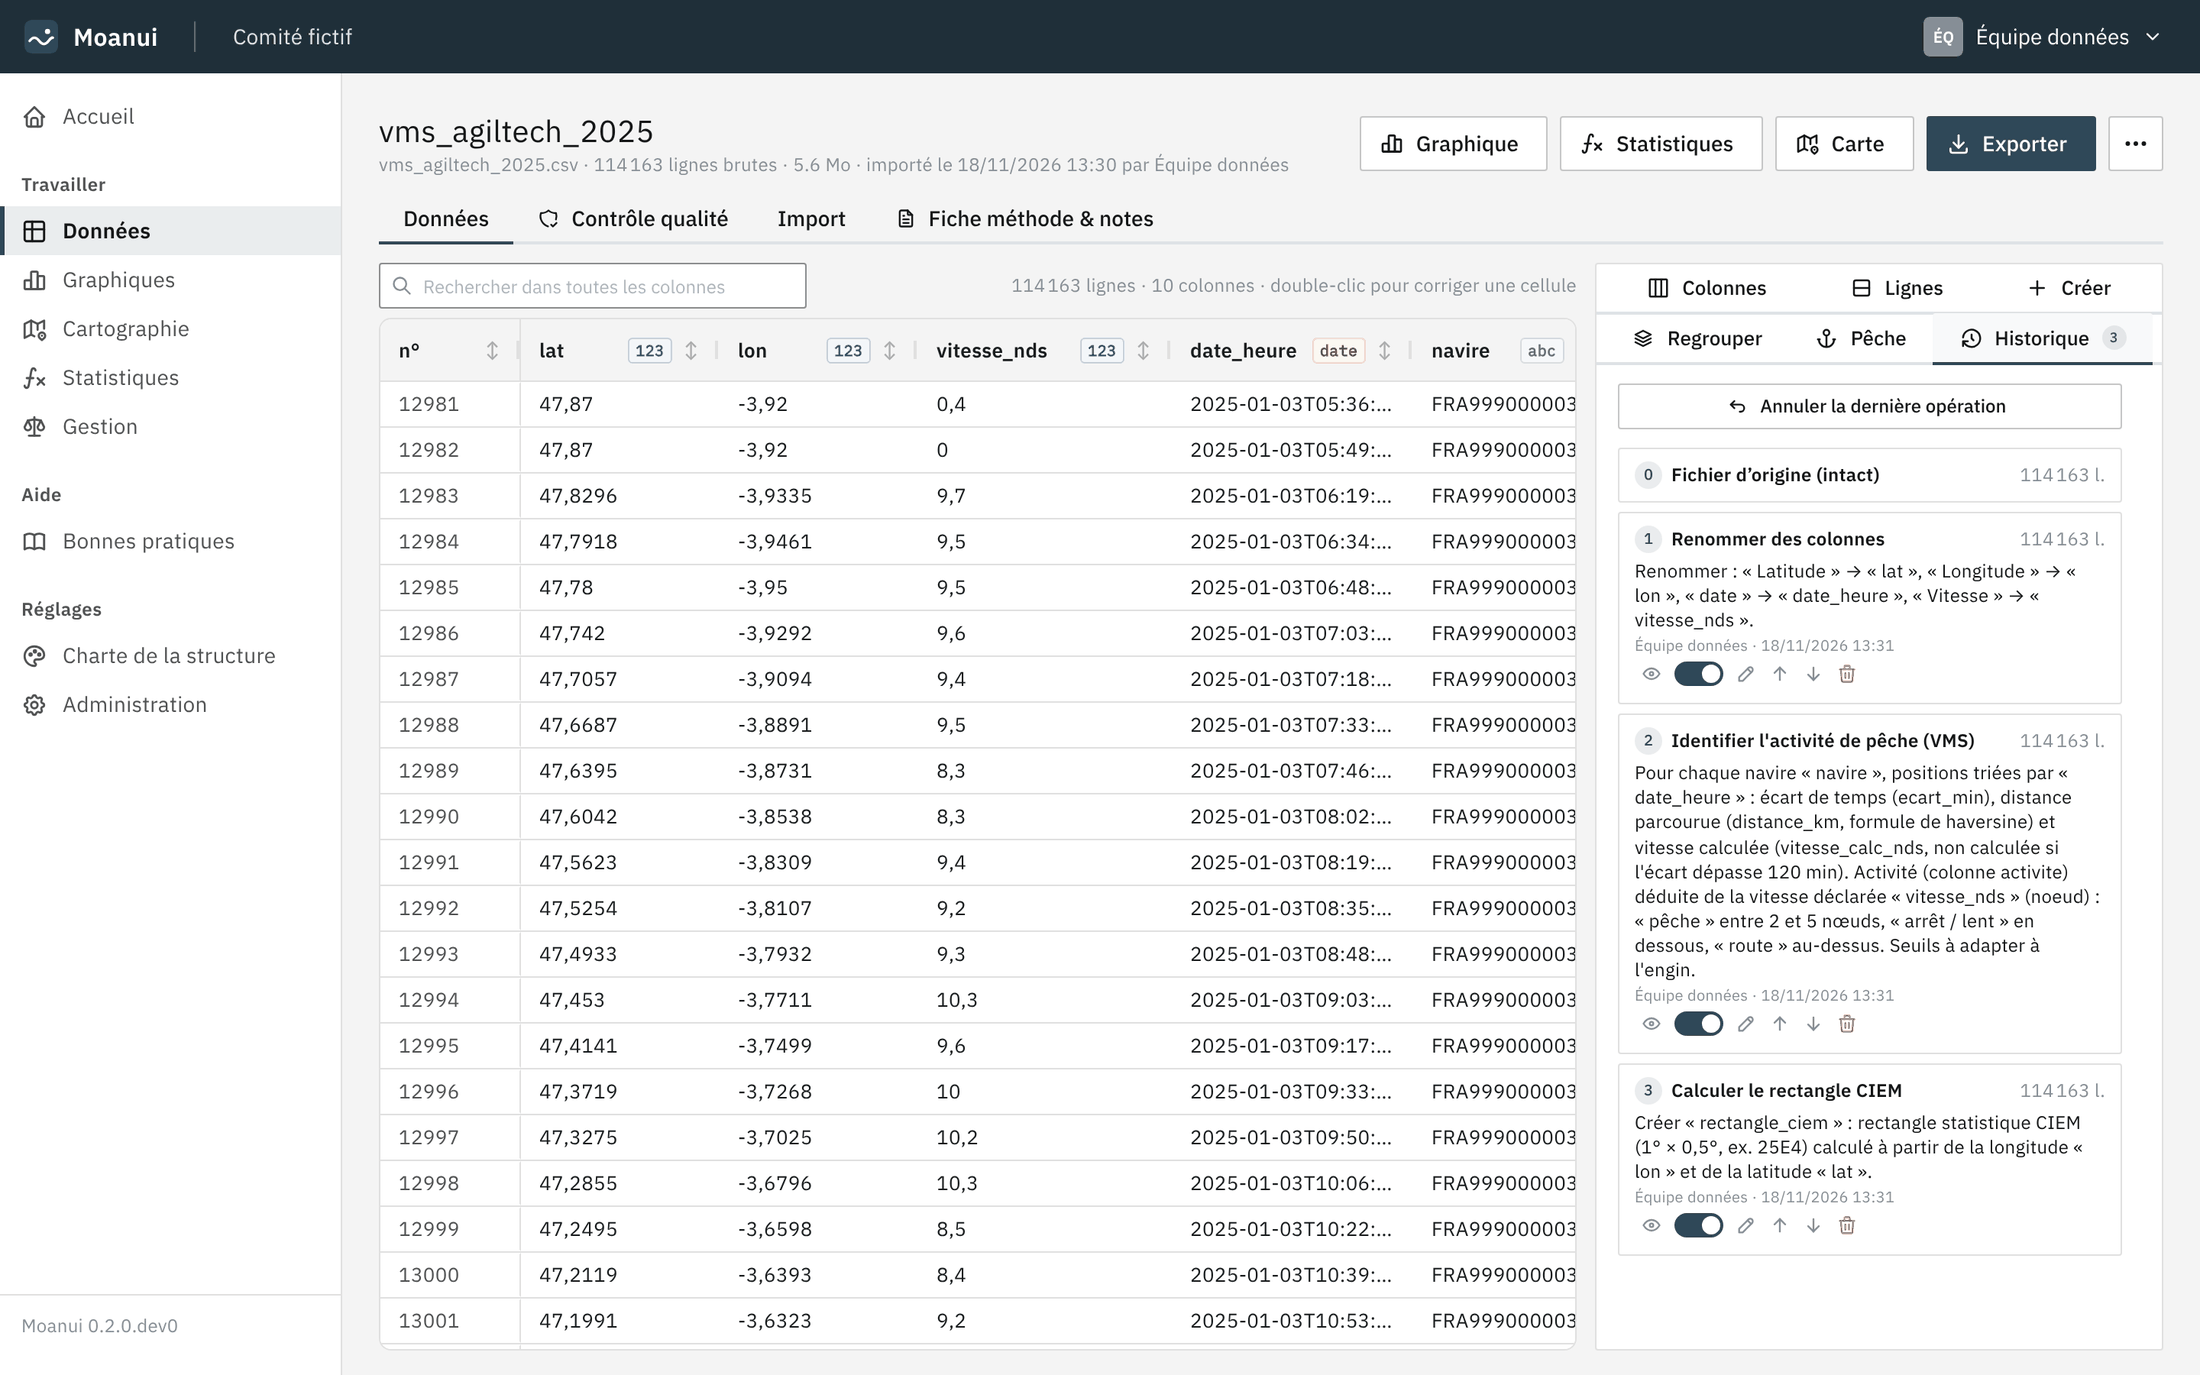 Moanui
Comité fictif
ÉQ
Équipe données
Accueil
Travailler
Données
Graphiques
Cartographie
Statistiques
Gestion
Aide
Bonnes pratiques
Réglages
Charte de la structure
Administration
Moanui 0.2.0.dev0
vms_agiltech_2025
vms_agiltech_2025.csv · 114 163 lignes brutes · 5.6 Mo · importé le 18/11/2026 13:30 par Équipe données
Graphique
Statistiques
Carte
Exporter
Données
Contrôle qualité
Import
Fiche méthode & notes
Rechercher dans toutes les colonnes
114 163 lignes · 10 colonnes · double-clic pour corriger une cellule
n° lat 123 lon 123 vitesse_nds 123 date_heure date navire abc
12981 47,87 -3,92 0,4 2025-01-03T05:36:... FRA999000003
12982 47,87 -3,92 0 2025-01-03T05:49:... FRA999000003
12983 47,8296 -3,9335 9,7 2025-01-03T06:19:... FRA999000003
12984 47,7918 -3,9461 9,5 2025-01-03T06:34:... FRA999000003
12985 47,78 -3,95 9,5 2025-01-03T06:48:... FRA999000003
12986 47,742 -3,9292 9,6 2025-01-03T07:03:... FRA999000003
12987 47,7057 -3,9094 9,4 2025-01-03T07:18:... FRA999000003
12988 47,6687 -3,8891 9,5 2025-01-03T07:33:... FRA999000003
12989 47,6395 -3,8731 8,3 2025-01-03T07:46:... FRA999000003
12990 47,6042 -3,8538 8,3 2025-01-03T08:02:... FRA999000003
12991 47,5623 -3,8309 9,4 2025-01-03T08:19:... FRA999000003
12992 47,5254 -3,8107 9,2 2025-01-03T08:35:... FRA999000003
12993 47,4933 -3,7932 9,3 2025-01-03T08:48:... FRA999000003
12994 47,453 -3,7711 10,3 2025-01-03T09:03:... FRA999000003
12995 47,4141 -3,7499 9,6 2025-01-03T09:17:... FRA999000003
12996 47,3719 -3,7268 10 2025-01-03T09:33:... FRA999000003
12997 47,3275 -3,7025 10,2 2025-01-03T09:50:... FRA999000003
12998 47,2855 -3,6796 10,3 2025-01-03T10:06:... FRA999000003
12999 47,2495 -3,6598 8,5 2025-01-03T10:22:... FRA999000003
13000 47,2119 -3,6393 8,4 2025-01-03T10:39:... FRA999000003
13001 47,1991 -3,6323 9,2 2025-01-03T10:53:... FRA999000003
Colonnes
Lignes
Créer
Regrouper
Pêche
Historique 3
Annuler la dernière opération
0 Fichier d’origine (intact) 114 163 l.
1 Renommer des colonnes 114 163 l.
Renommer : « Latitude » → « lat », « Longitude » → «
lon », « date » → « date_heure », « Vitesse » → «
vitesse_nds ».
Équipe données · 18/11/2026 13:31
2 Identifier l'activité de pêche (VMS) 114 163 l.
Pour chaque navire « navire », positions triées par «
date_heure » : écart de temps (ecart_min), distance
parcourue (distance_km, formule de haversine) et
vitesse calculée (vitesse_calc_nds, non calculée si
l'écart dépasse 120 min). Activité (colonne activite)
déduite de la vitesse déclarée « vitesse_nds » (noeud) :
« pêche » entre 2 et 5 nœuds, « arrêt / lent » en
dessous, « route » au-dessus. Seuils à adapter à
l'engin.
Équipe données · 18/11/2026 13:31
3 Calculer le rectangle CIEM 114 163 l.
Créer « rectangle_ciem » : rectangle statistique CIEM
(1° × 0,5°, ex. 25E4) calculé à partir de la longitude «
lon » et de la latitude « lat ».
Équipe données · 18/11/2026 13:31